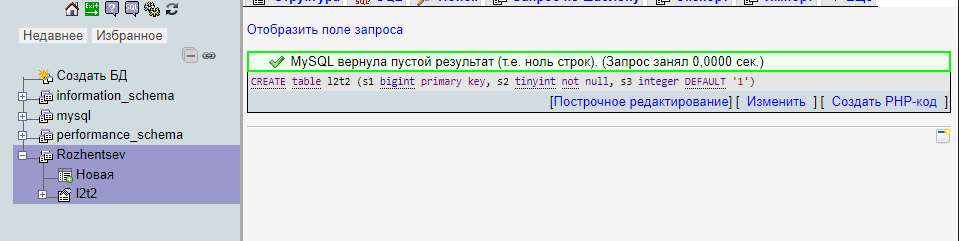 Недавнее Избранное
Создать БД
information_schema
mysql
performance_schema
Rozhentsev
Новая
l2t2
Отобразить поле запроса
MySQL вернула пустой результат (т.е. ноль строк). (Запрос занял 0,0000 сек.)
CREATE table l2t2 (s1 bigint primary key, s2 tinyint not null, s3 integer DEFAULT '1')
[Построчное редактирование] [ Изменить ] [ Создать PHP-код ]